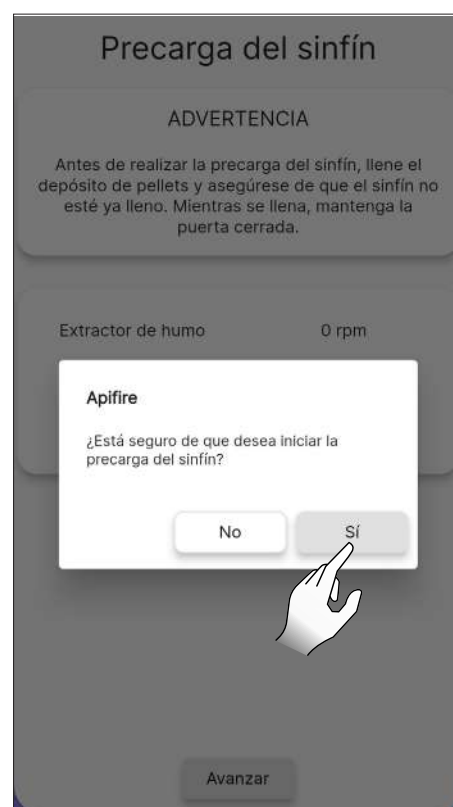 Precarga del sinfín
ADVERTENCIA
Antes de realizar la precarga del sinfín, llene el
depósito de pellets y asegúrese de que el sinfín no
esté ya lleno. Mientras se llena, mantenga la
puerta cerrada.
Extractor de humo 0 rpm
Apifire
¿Está seguro de que desea iniciar la
precarga del sinfín?
No Sí
Avanzar